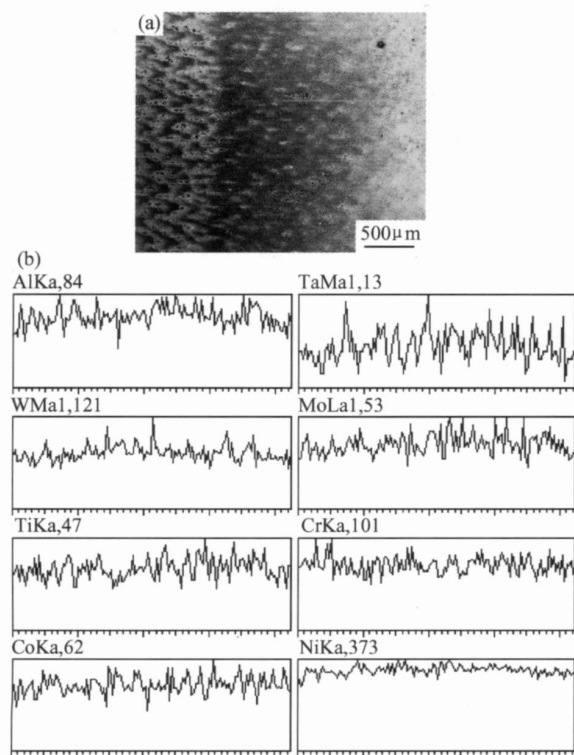 (a)
500μm
(b)
AlKa,84 TaMa1,13
WMa1,121 MoLa1,53
TiKa,47 CrKa,101
CoKa,62 NiKa,373